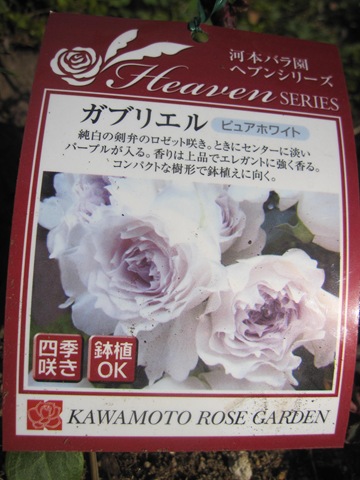 河本バラ園
ヘブンシリーズ
Heaven SERIES
ガブリエル ピュアホワイト
純白の剣弁のロゼット咲き。ときにセンターに淡い
パープルが入る。香りは上品でエレガントに強く香る。
コンパクトな樹形で鉢植えに向く。
四季
咲き
鉢植
OK
KAWAMOTO ROSE GARDEN